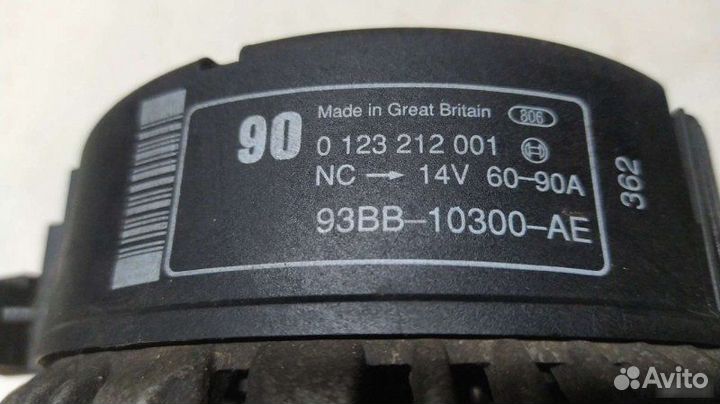 90
Made in Great Britain 806
0 123 212 001
NC → 14V 60–90A
93BB–10300–AE
362
Avito